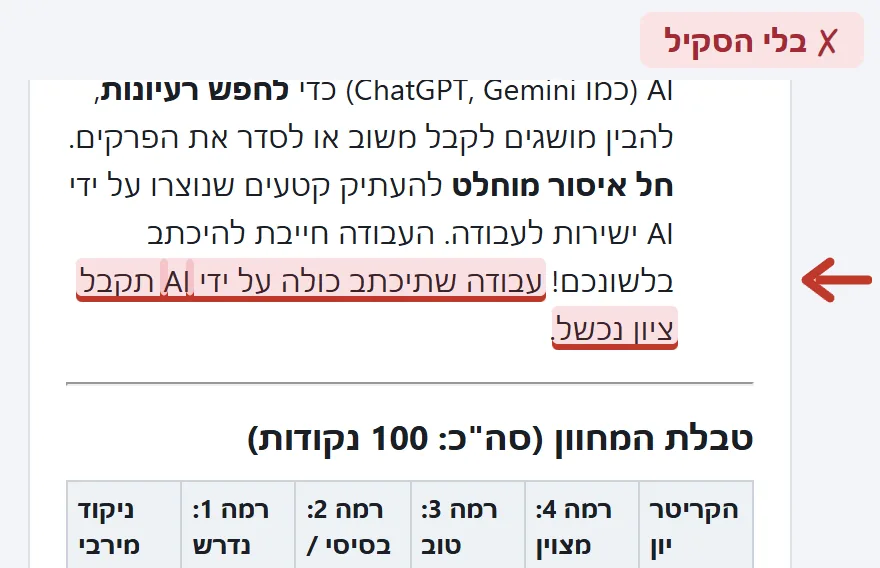 ✗ בלי הסקיל
AI (כמו ChatGPT, Gemini) כדי לחפש רעיונות,
להבין מושגים לקבל משוב או לסדר את הפרקים.
חל איסור מוחלט להעתיק קטעים שנוצרו על ידי
AI ישירות לעבודה. העבודה חייבת להיכתב
בלשונכם! עבודה שתיכתב כולה על ידי AI תקבל
ציון נכשל.
טבלת המחוון (סה"כ: 100 נקודות)
הקריטר רמה 4: רמה 3: רמה 2: רמה 1: ניקוד
יון מצוין טוב בסיסי / נדרש מירבי